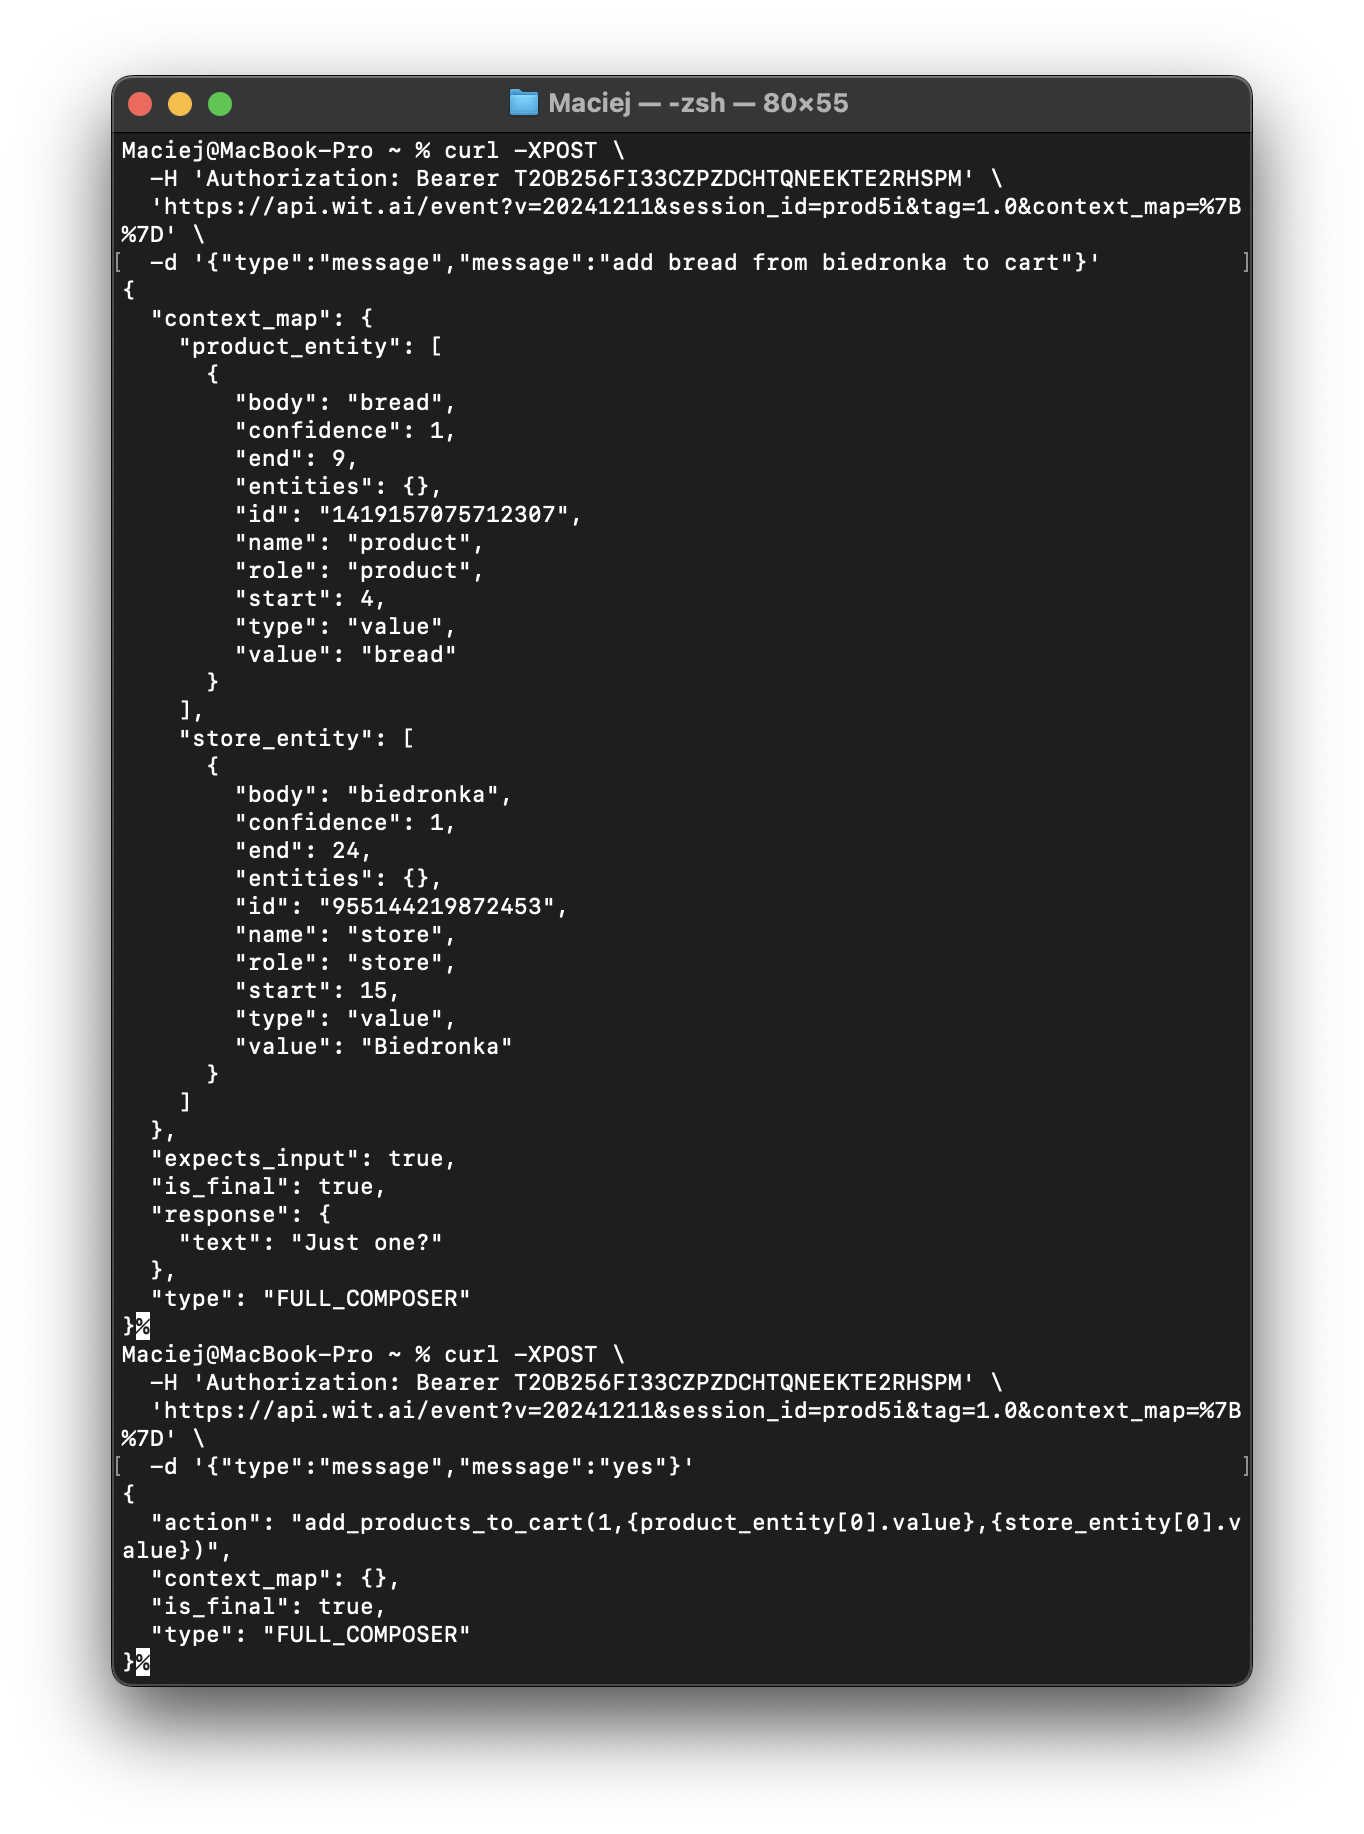 Maciej — -zsh — 80×55
Maciej@MacBook-Pro ~ % curl -XPOST \
  -H 'Authorization: Bearer T2OB256FI33CZPZDCHTQNEEKTE2RHSPM' \
  'https://api.wit.ai/event?v=20241211&session_id=prod5i&tag=1.0&context_map=%7B
%7D' \
[  -d '{"type":"message","message":"add bread from biedronka to cart"}'          ]
{
  "context_map": {
    "product_entity": [
      {
        "body": "bread",
        "confidence": 1,
        "end": 9,
        "entities": {},
        "id": "1419157075712307",
        "name": "product",
        "role": "product",
        "start": 4,
        "type": "value",
        "value": "bread"
      }
    ],
    "store_entity": [
      {
        "body": "biedronka",
        "confidence": 1,
        "end": 24,
        "entities": {},
        "id": "955144219872453",
        "name": "store",
        "role": "store",
        "start": 15,
        "type": "value",
        "value": "Biedronka"
      }
    ]
  },
  "expects_input": true,
  "is_final": true,
  "response": {
    "text": "Just one?"
  },
  "type": "FULL_COMPOSER"
}%
Maciej@MacBook-Pro ~ % curl -XPOST \
  -H 'Authorization: Bearer T2OB256FI33CZPZDCHTQNEEKTE2RHSPM' \
  'https://api.wit.ai/event?v=20241211&session_id=prod5i&tag=1.0&context_map=%7B
%7D' \
[  -d '{"type":"message","message":"yes"}'                                       ]
{
  "action": "add_products_to_cart(1,{product_entity[0].value},{store_entity[0].v
alue})",
  "context_map": {},
  "is_final": true,
  "type": "FULL_COMPOSER"
}%